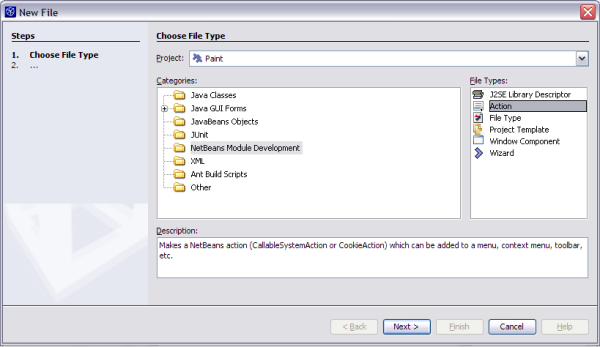 New File
Steps
1. Choose File Type
2. ...
Choose File Type
Project: Paint
Categories:
Java Classes
Java GUI Forms
JavaBeans Objects
JUnit
NetBeans Module Development
XML
Ant Build Scripts
Other
File Types:
J2SE Library Descriptor
Action
File Type
Project Template
Window Component
Wizard
Description:
Makes a NetBeans action (CallableSystemAction or CookieAction) which can be added to a menu, context menu, toolbar,
etc.
< Back
Next >
Finish
Cancel
Help